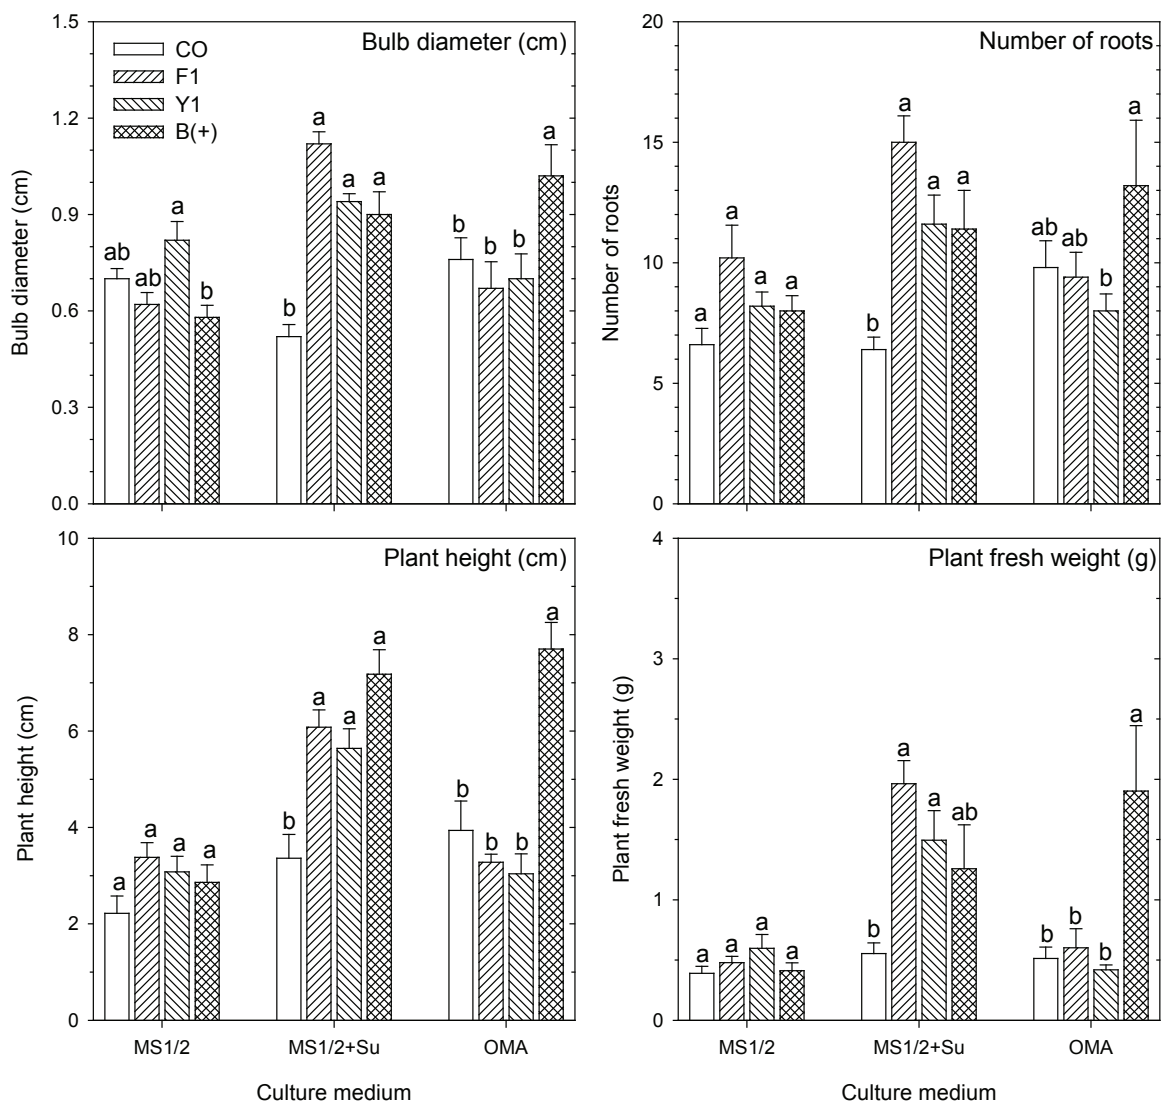 Bulb diameter (cm)
CO
F1
Y1
B(+)
1.5
1.2
0.9
0.6
0.3
0.0
Bulb diameter (cm)
ab
ab
a
b
b
a
a
a
b
b
b
a
Number of roots
20
15
10
5
0
Number of roots
a
a
a
a
b
a
a
a
ab
ab
b
a
Plant height (cm)
10
8
6
4
2
0
Plant height (cm)
a
a
a
a
b
a
a
a
b
b
b
a
MS1/2
MS1/2+Su
OMA
Culture medium
Plant fresh weight (g)
4
3
2
1
0
Plant fresh weight (g)
a
a
a
a
b
a
a
ab
b
b
b
a
MS1/2
MS1/2+Su
OMA
Culture medium